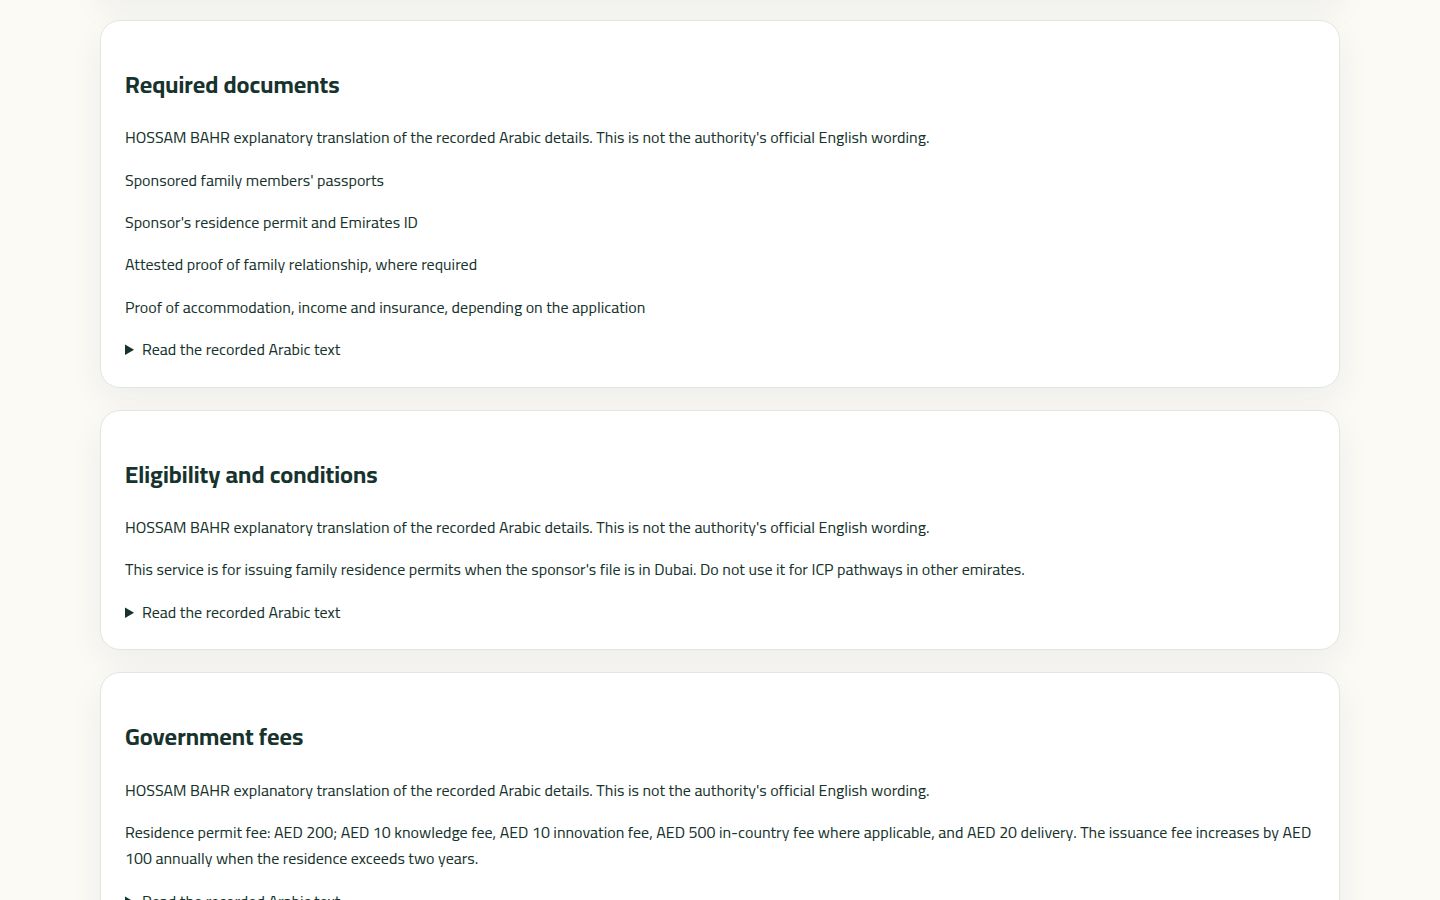 Required documents
HOSSAM BAHR explanatory translation of the recorded Arabic details. This is not the authority's official English wording.
Sponsored family members' passports
Sponsor's residence permit and Emirates ID
Attested proof of family relationship, where required
Proof of accommodation, income and insurance, depending on the application
Read the recorded Arabic text
Eligibility and conditions
HOSSAM BAHR explanatory translation of the recorded Arabic details. This is not the authority's official English wording.
This service is for issuing family residence permits when the sponsor's file is in Dubai. Do not use it for ICP pathways in other emirates.
Read the recorded Arabic text
Government fees
HOSSAM BAHR explanatory translation of the recorded Arabic details. This is not the authority's official English wording.
Residence permit fee: AED 200; AED 10 knowledge fee, AED 10 innovation fee, AED 500 in-country fee where applicable, and AED 20 delivery. The issuance fee increases by AED
100 annually when the residence exceeds two years.
Read the recorded Arabic text